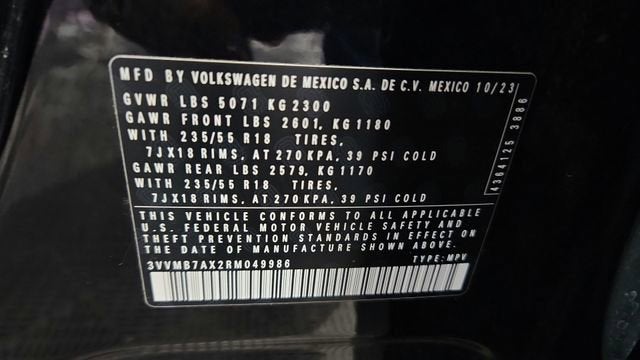 MFD BY VOLKSWAGEN DE MEXICO S.A. DE C.V. MEXICO 10/23
GVWR LBS 5071 KG 2300
GAWR FRONT LBS 2601, KG 1180
WITH 235/55 R18 TIRES,
7JX18 RIMS, AT 270 KPA, 39 PSI COLD
GAWR REAR LBS 2579, KG 1170
WITH 235/55 R18 TIRES,
7JX18 RIMS, AT 270 KPA, 39 PSI COLD
4364125 3886
THIS VEHICLE CONFORMS TO ALL APPLICABLE
U.S. FEDERAL MOTOR VEHICLE SAFETY AND
THEFT PREVENTION STANDARDS IN EFFECT ON
THE DATE OF MANUFACTURE SHOWN ABOVE.
3VVMB7AX2RM049986 TYPE: MPV